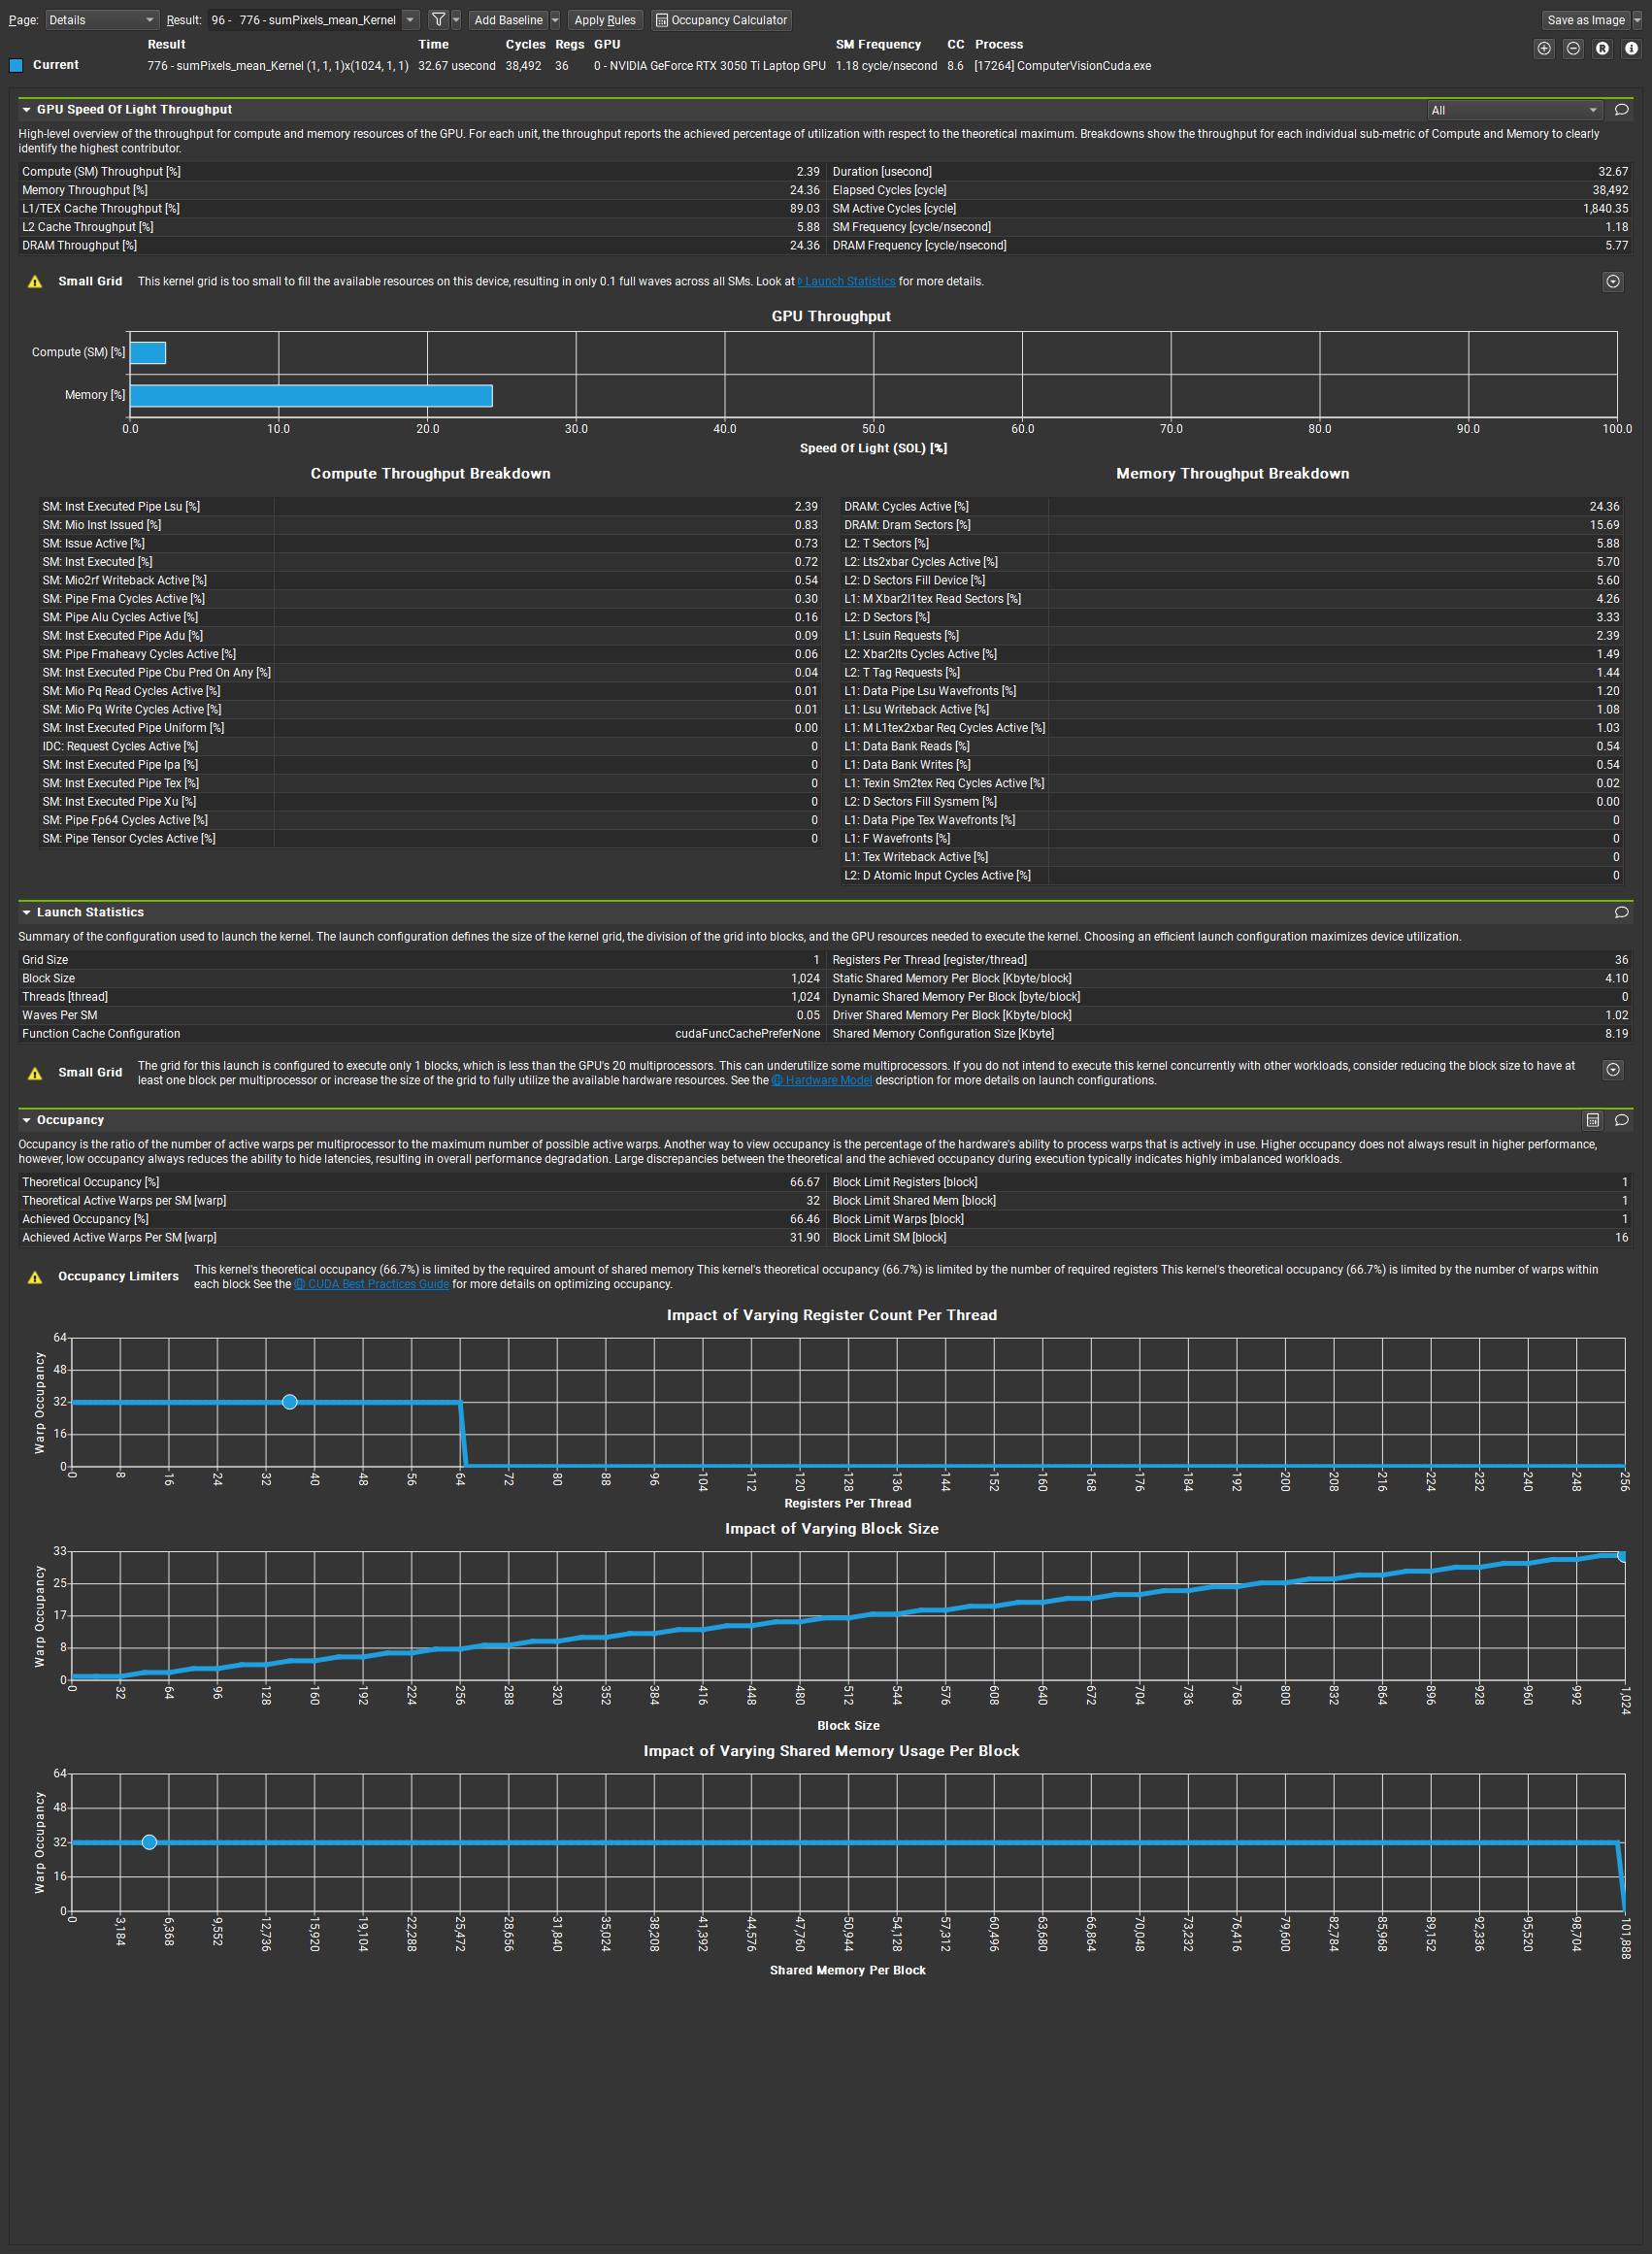 Page: Details Result: 96 - 776 - sumPixels_mean_Kernel Add Baseline Apply Rules Occupancy Calculator Save as Image
Result Time Cycles Regs GPU SM Frequency CC Process
Current 776 - sumPixels_mean_Kernel (1, 1, 1)x(1024, 1, 1) 32.67 usecond 38,492 36 0 - NVIDIA GeForce RTX 3050 Ti Laptop GPU 1.18 cycle/nsecond 8.6 [17264] ComputerVisionCuda.exe
GPU Speed Of Light Throughput All
High-level overview of the throughput for compute and memory resources of the GPU. For each unit, the throughput reports the achieved percentage of utilization with respect to the theoretical maximum. Breakdowns show the throughput for each individual sub-metric of Compute and Memory to clearly
identify the highest contributor.
Compute (SM) Throughput [%] 2.39 Duration [usecond] 32.67
Memory Throughput [%] 24.36 Elapsed Cycles [cycle] 38,492
L1/TEX Cache Throughput [%] 89.03 SM Active Cycles [cycle] 1,840.35
L2 Cache Throughput [%] 5.88 SM Frequency [cycle/nsecond] 1.18
DRAM Throughput [%] 24.36 DRAM Frequency [cycle/nsecond] 5.77
Small Grid This kernel grid is too small to fill the available resources on this device, resulting in only 0.1 full waves across all SMs. Look at Launch Statistics for more details.
GPU Throughput
Compute (SM) [%]
Memory [%]
0.0 10.0 20.0 30.0 40.0 50.0 60.0 70.0 80.0 90.0 100.0
Speed Of Light (SOL) [%]
Compute Throughput Breakdown
SM: Inst Executed Pipe Lsu [%] 2.39
SM: Mio Inst Issued [%] 0.83
SM: Issue Active [%] 0.73
SM: Inst Executed [%] 0.72
SM: Mio2rf Writeback Active [%] 0.54
SM: Pipe Fma Cycles Active [%] 0.30
SM: Pipe Alu Cycles Active [%] 0.16
SM: Inst Executed Pipe Adu [%] 0.09
SM: Pipe Fmaheavy Cycles Active [%] 0.06
SM: Inst Executed Pipe Cbu Pred On Any [%] 0.04
SM: Mio Pq Read Cycles Active [%] 0.01
SM: Mio Pq Write Cycles Active [%] 0.01
SM: Inst Executed Pipe Uniform [%] 0.00
IDC: Request Cycles Active [%] 0
SM: Inst Executed Pipe Ipa [%] 0
SM: Inst Executed Pipe Tex [%] 0
SM: Inst Executed Pipe Xu [%] 0
SM: Pipe Fp64 Cycles Active [%] 0
SM: Pipe Tensor Cycles Active [%] 0
Memory Throughput Breakdown
DRAM: Cycles Active [%] 24.36
DRAM: Dram Sectors [%] 15.69
L2: T Sectors [%] 5.88
L2: Lts2xbar Cycles Active [%] 5.70
L2: D Sectors Fill Device [%] 5.60
L1: M Xbar2l1tex Read Sectors [%] 4.26
L2: D Sectors [%] 3.33
L1: Lsuin Requests [%] 2.39
L2: Xbar2lts Cycles Active [%] 1.49
L2: T Tag Requests [%] 1.44
L1: Data Pipe Lsu Wavefronts [%] 1.20
L1: Lsu Writeback Active [%] 1.08
L1: M L1tex2xbar Req Cycles Active [%] 1.03
L1: Data Bank Reads [%] 0.54
L1: Data Bank Writes [%] 0.54
L1: Texin Sm2tex Req Cycles Active [%] 0.02
L2: D Sectors Fill Sysmem [%] 0.00
L1: Data Pipe Tex Wavefronts [%] 0
L1: F Wavefronts [%] 0
L1: Tex Writeback Active [%] 0
L2: D Atomic Input Cycles Active [%] 0
Launch Statistics
Summary of the configuration used to launch the kernel. The launch configuration defines the size of the kernel grid, the division of the grid into blocks, and the GPU resources needed to execute the kernel. Choosing an efficient launch configuration maximizes device utilization.
Grid Size 1 Registers Per Thread [register/thread] 36
Block Size 1,024 Static Shared Memory Per Block [Kbyte/block] 4.10
Threads [thread] 1,024 Dynamic Shared Memory Per Block [byte/block] 0
Waves Per SM 0.05 Driver Shared Memory Per Block [Kbyte/block] 1.02
Function Cache Configuration cudaFuncCachePreferNone Shared Memory Configuration Size [Kbyte] 8.19
Small Grid The grid for this launch is configured to execute only 1 blocks, which is less than the GPU's 20 multiprocessors. This can underutilize some multiprocessors. If you do not intend to execute this kernel concurrently with other workloads, consider reducing the block size to have at
least one block per multiprocessor or increase the size of the grid to fully utilize the available hardware resources. See the Hardware Model description for more details on launch configurations.
Occupancy
Occupancy is the ratio of the number of active warps per multiprocessor to the maximum number of possible active warps. Another way to view occupancy is the percentage of the hardware's ability to process warps that is actively in use. Higher occupancy does not always result in higher performance,
however, low occupancy always reduces the ability to hide latencies, resulting in overall performance degradation. Large discrepancies between the theoretical and the achieved occupancy during execution typically indicates highly imbalanced workloads.
Theoretical Occupancy [%] 66.67 Block Limit Registers [block] 1
Theoretical Active Warps per SM [warp] 32 Block Limit Shared Mem [block] 1
Achieved Occupancy [%] 66.46 Block Limit Warps [block] 1
Achieved Active Warps Per SM [warp] 31.90 Block Limit SM [block] 16
Occupancy Limiters This kernel's theoretical occupancy (66.7%) is limited by the required amount of shared memory This kernel's theoretical occupancy (66.7%) is limited by the number of required registers This kernel's theoretical occupancy (66.7%) is limited by the number of warps within
each block See the CUDA Best Practices Guide for more details on optimizing occupancy.
Impact of Varying Register Count Per Thread
Warp Occupancy
64
48
32
16
0
0 8 16 24 32 40 48 56 64 72 80 88 96 104 112 120 128 136 144 152 160 168 176 184 192 200 208 216 224 232 240 248 256
Registers Per Thread
Impact of Varying Block Size
Warp Occupancy
33
25
17
8
0
0 32 64 96 128 160 192 224 256 288 320 352 384 416 448 480 512 544 576 608 640 672 704 736 768 800 832 864 896 928 960 992 1,024
Block Size
Impact of Varying Shared Memory Usage Per Block
Warp Occupancy
64
48
32
16
0
0 3,184 6,368 9,552 12,736 15,920 19,104 22,288 25,472 28,656 31,840 35,024 38,208 41,392 44,576 47,760 50,944 54,128 57,312 60,496 63,680 66,864 70,048 73,232 76,416 79,600 82,784 85,968 89,152 92,336 95,520 98,704 101,888
Shared Memory Per Block